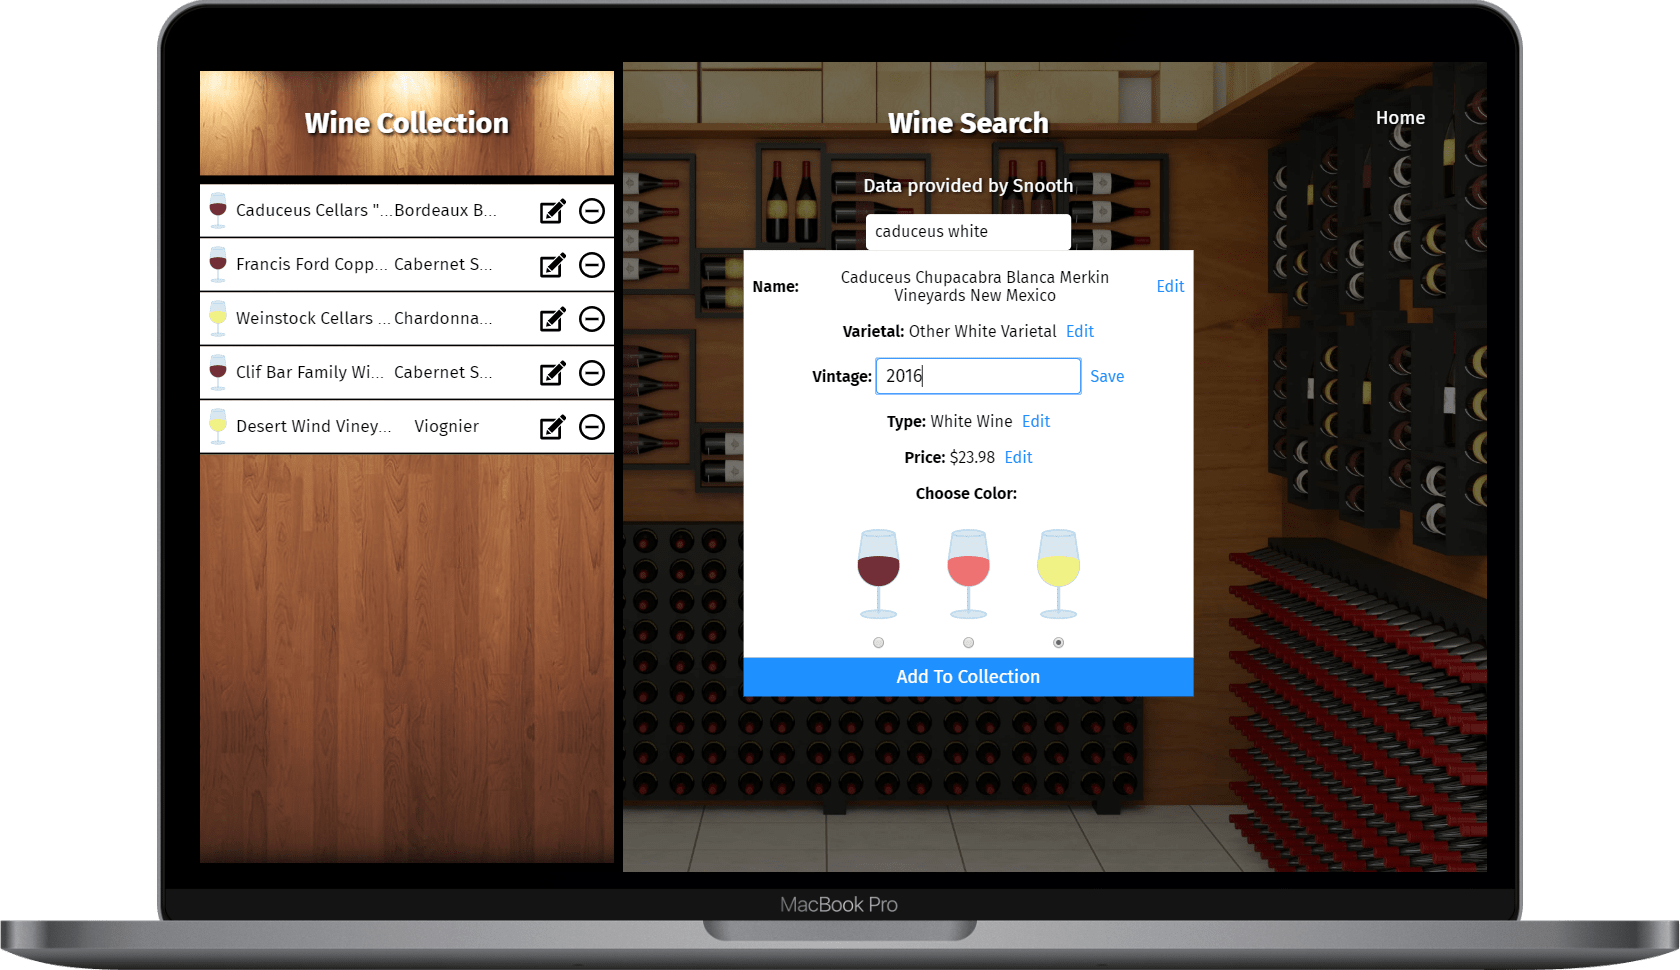 Wine Collection
Caduceus Cellars "... Bordeaux B...
Francis Ford Copp... Cabernet S...
Weinstock Cellars ... Chardonna...
Clif Bar Family Wi... Cabernet S...
Desert Wind Viney... Viognier
Wine Search
Home
Data provided by Snooth
caduceus white
Name: Caduceus Chupacabra Blanca Merkin
Vineyards New Mexico Edit
Varietal: Other White Varietal Edit
Vintage: 2016 Save
Type: White Wine Edit
Price: $23.98 Edit
Choose Color:
Add To Collection
MacBook Pro